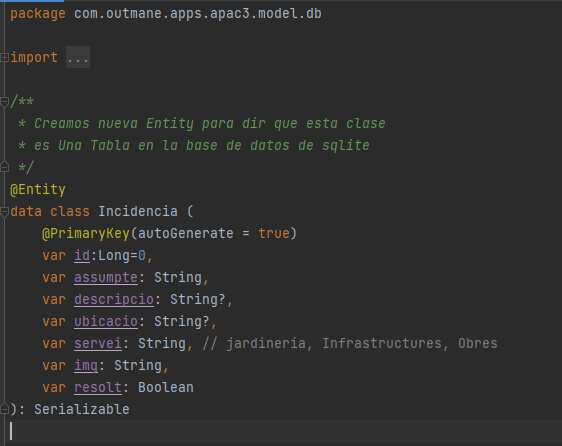 package com.outmane.apps.apac3.model.db
import ...
/**
* Creamos nueva Entity para dir que esta clase
* es Una Tabla en la base de datos de sqlite
*/
@Entity
data class Incidencia (
@PrimaryKey(autoGenerate = true)
var id:Long=0,
var assumpte: String,
var descripcio: String?,
var ubicacio: String?,
var servei: String, // jardinería, Infrastructures, Obres
var img: String,
var resolt: Boolean
): Serializable